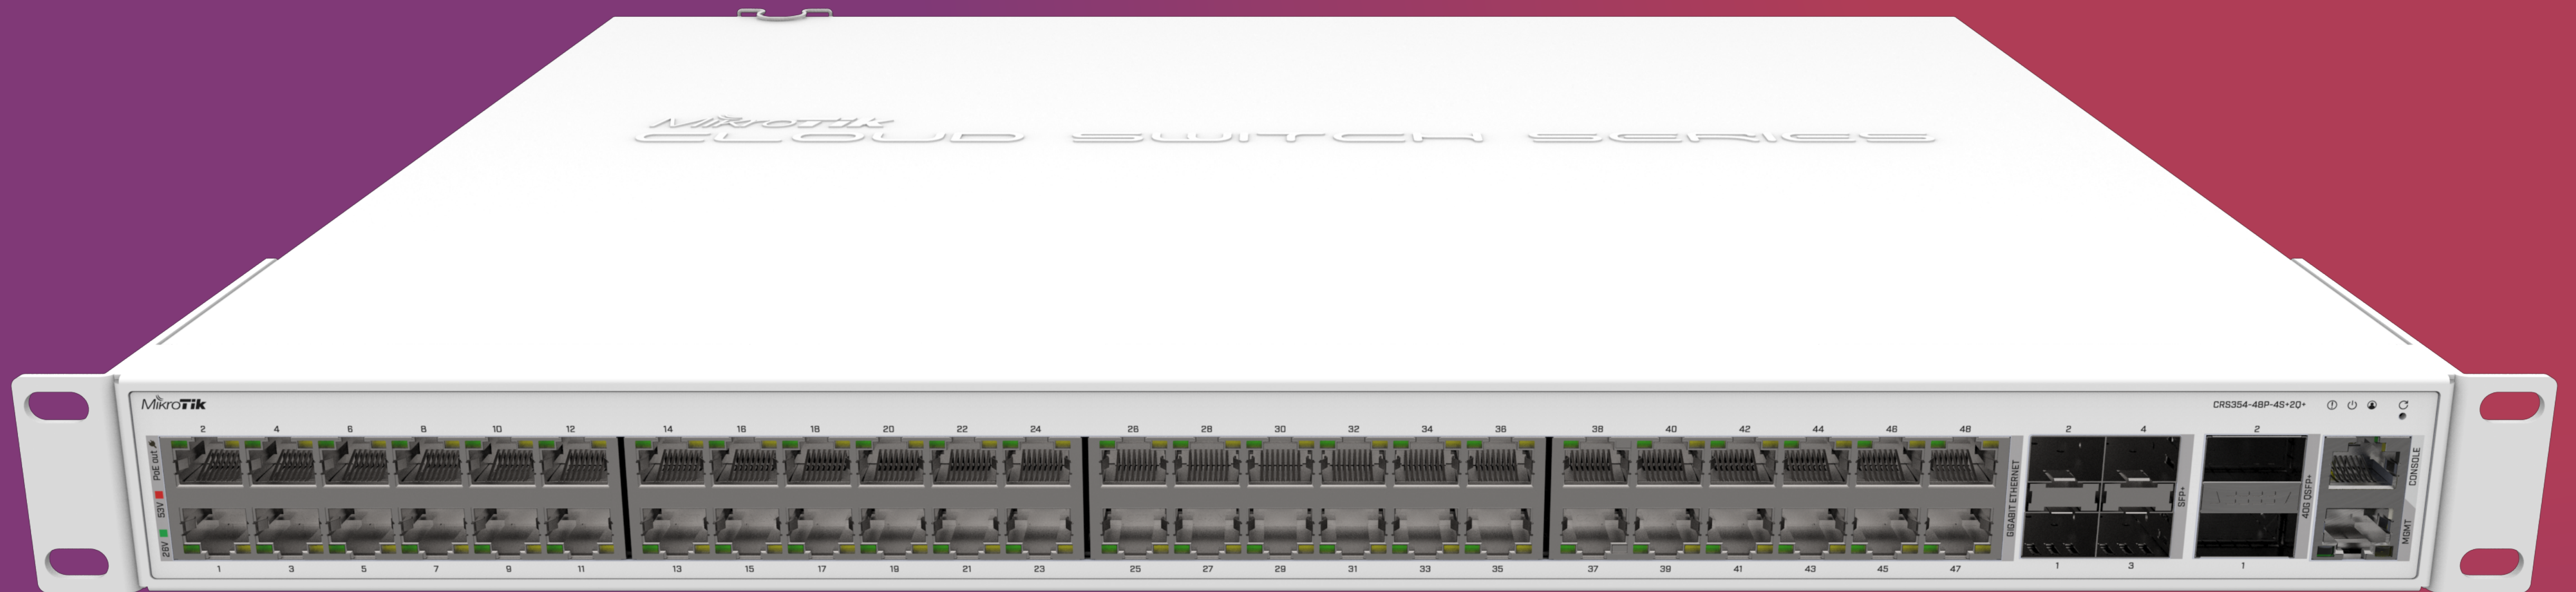 MikroTik
CLOUD SWITCH SERIES
MikroTik
CRS354-48P-4S+2Q+
2 4 6 8 10 12 14 16 18 20 22 24 26 28 30 32 34 36 38 40 42 44 46 48 2 4 2
PoE out
53V
26V
GIGABIT ETHERNET
SFP+
40G QSFP+
CONSOLE
MGMT
1 3 5 7 9 11 13 15 17 19 21 23 25 27 29 31 33 35 37 39 41 43 45 47 1 3 1